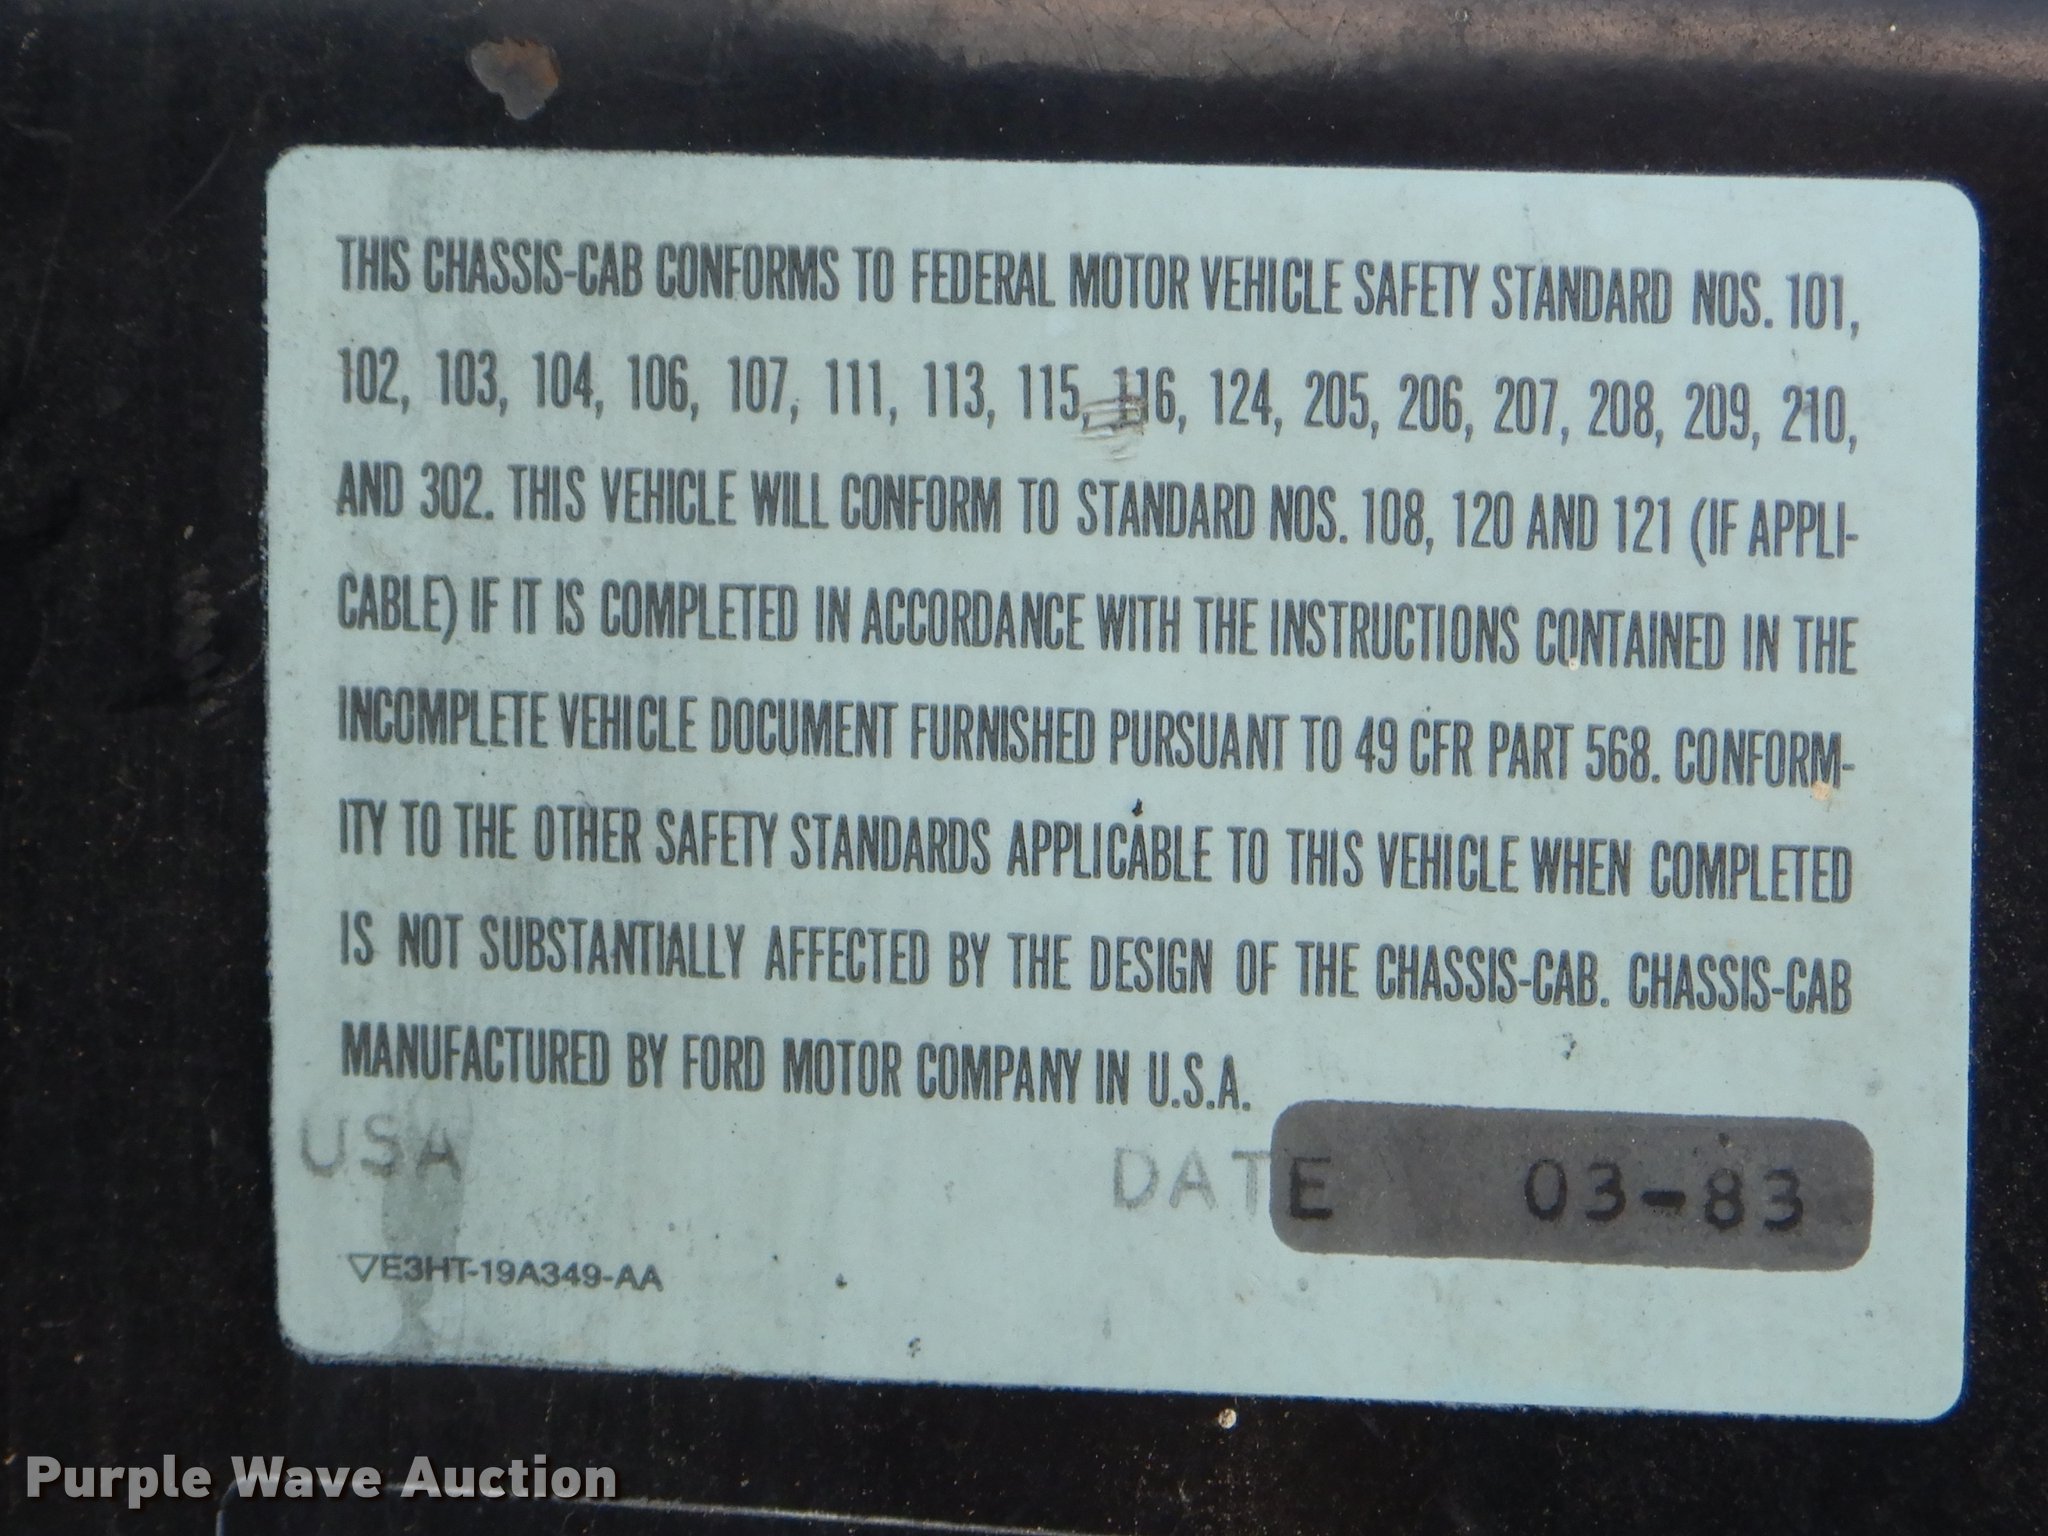 THIS CHASSIS-CAB CONFORMS TO FEDERAL MOTOR VEHICLE SAFETY STANDARD NOS. 101,
102, 103, 104, 106, 107, 111, 113, 115, 116, 124, 205, 206, 207, 208, 209, 210,
AND 302. THIS VEHICLE WILL CONFORM TO STANDARD NOS. 108, 120 AND 121 (IF APPLI-
CABLE) IF IT IS COMPLETED IN ACCORDANCE WITH THE INSTRUCTIONS CONTAINED IN THE
INCOMPLETE VEHICLE DOCUMENT FURNISHED PURSUANT TO 49 CFR PART 568. CONFORM-
ITY TO THE OTHER SAFETY STANDARDS APPLICABLE TO THIS VEHICLE WHEN COMPLETED
IS NOT SUBSTANTIALLY AFFECTED BY THE DESIGN OF THE CHASSIS-CAB. CHASSIS-CAB
MANUFACTURED BY FORD MOTOR COMPANY IN U.S.A.
USA DATE 03-83
▽E3HT-19A349-AA
Purple Wave Auction